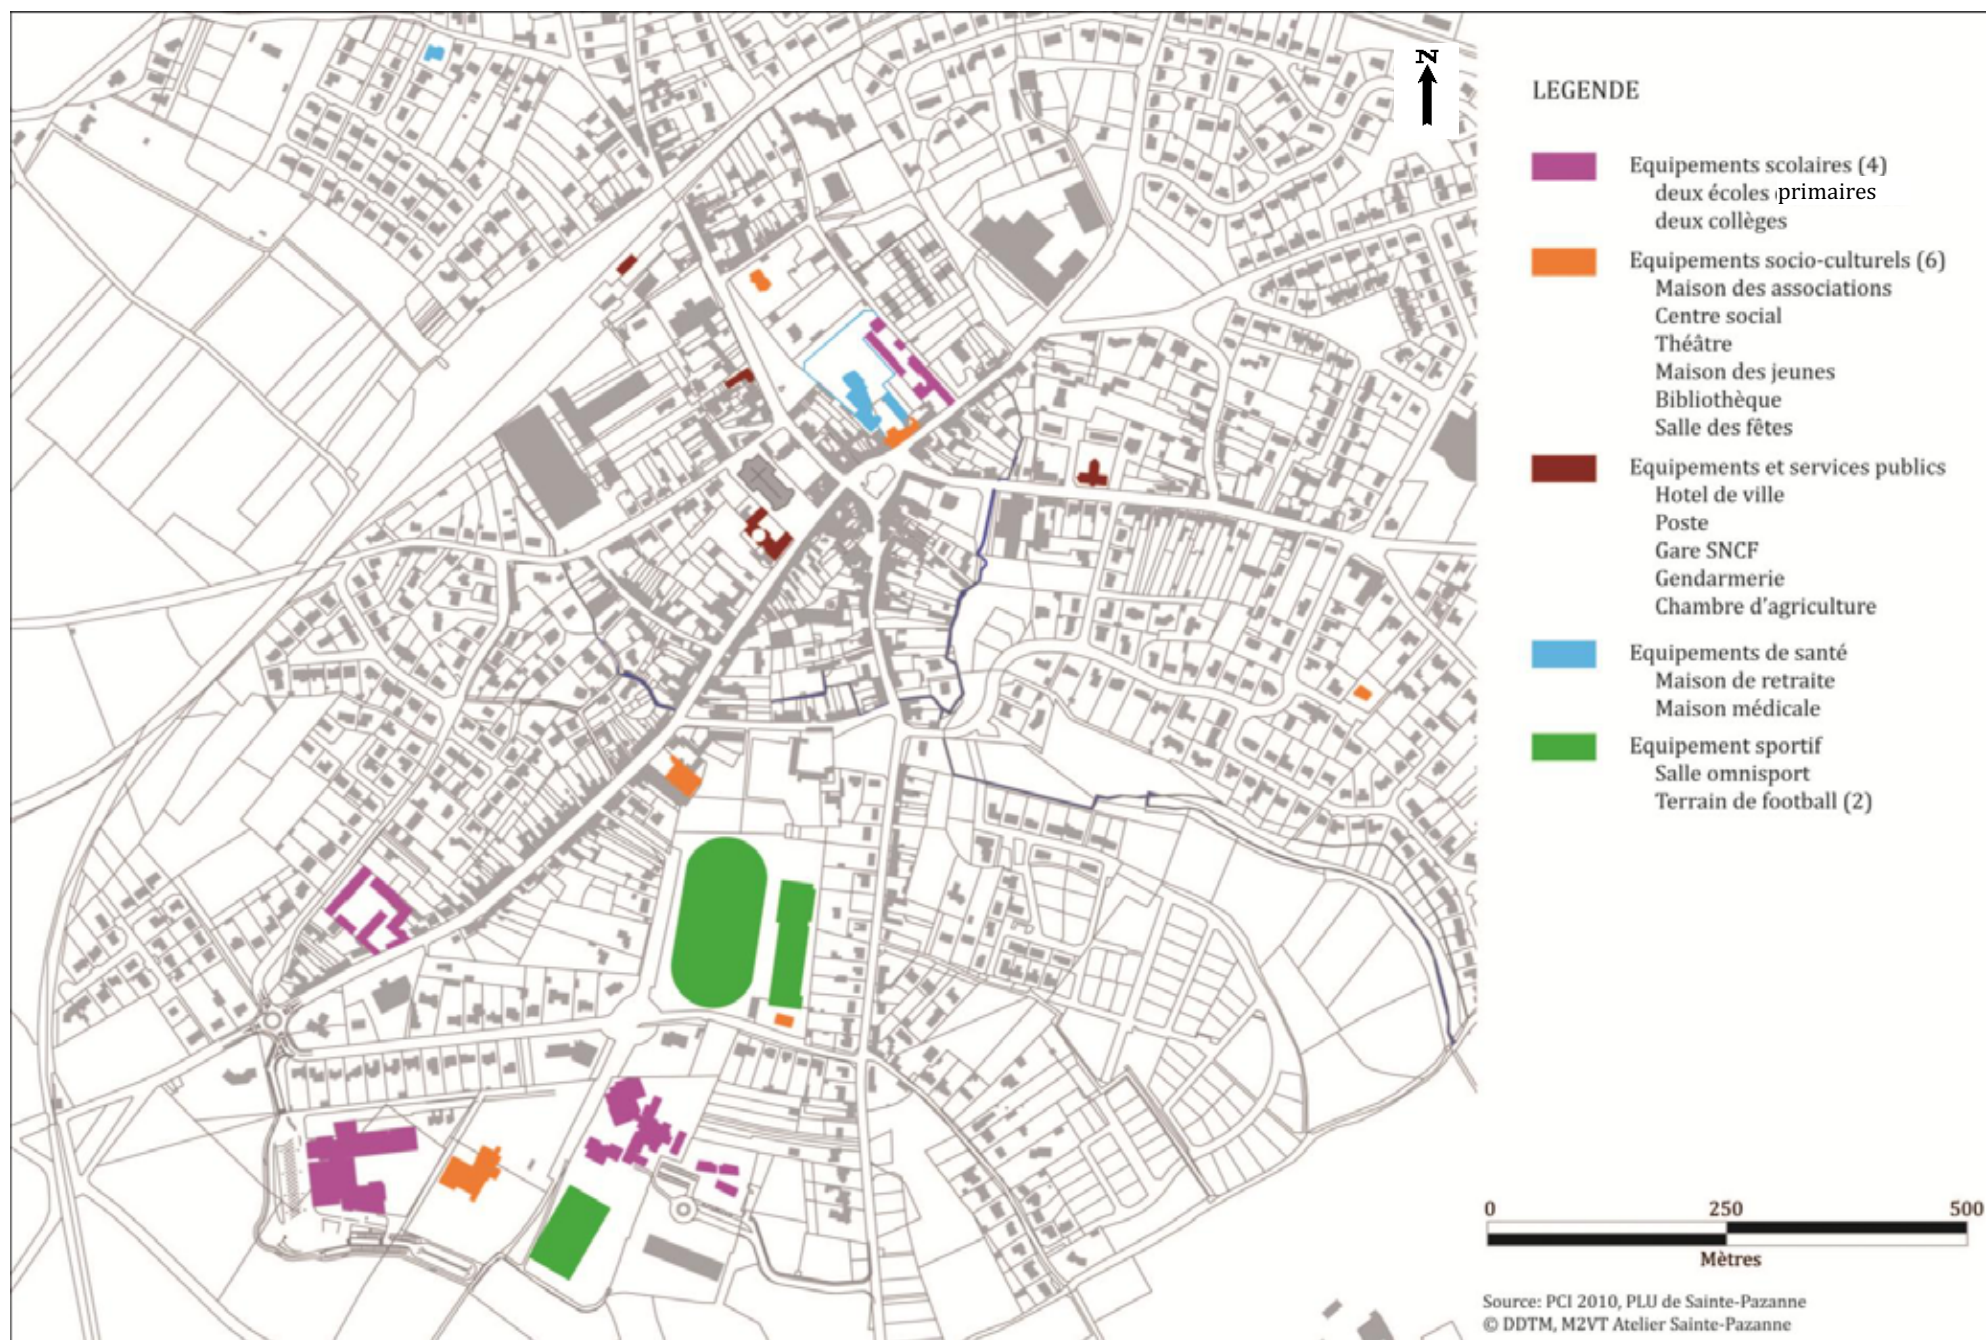 N
LEGENDE
Equipements scolaires (4)
deux écoles primaires
deux collèges
Equipements socio-culturels (6)
Maison des associations
Centre social
Théâtre
Maison des jeunes
Bibliothèque
Salle des fêtes
Equipements et services publics
Hotel de ville
Poste
Gare SNCF
Gendarmerie
Chambre d'agriculture
Equipements de santé
Maison de retraite
Maison médicale
Equipement sportif
Salle omnisport
Terrain de football (2)
0 250 500
Mètres
Source: PCI 2010, PLU de Sainte-Pazanne
© DDTM, M2VT Atelier Sainte-Pazanne